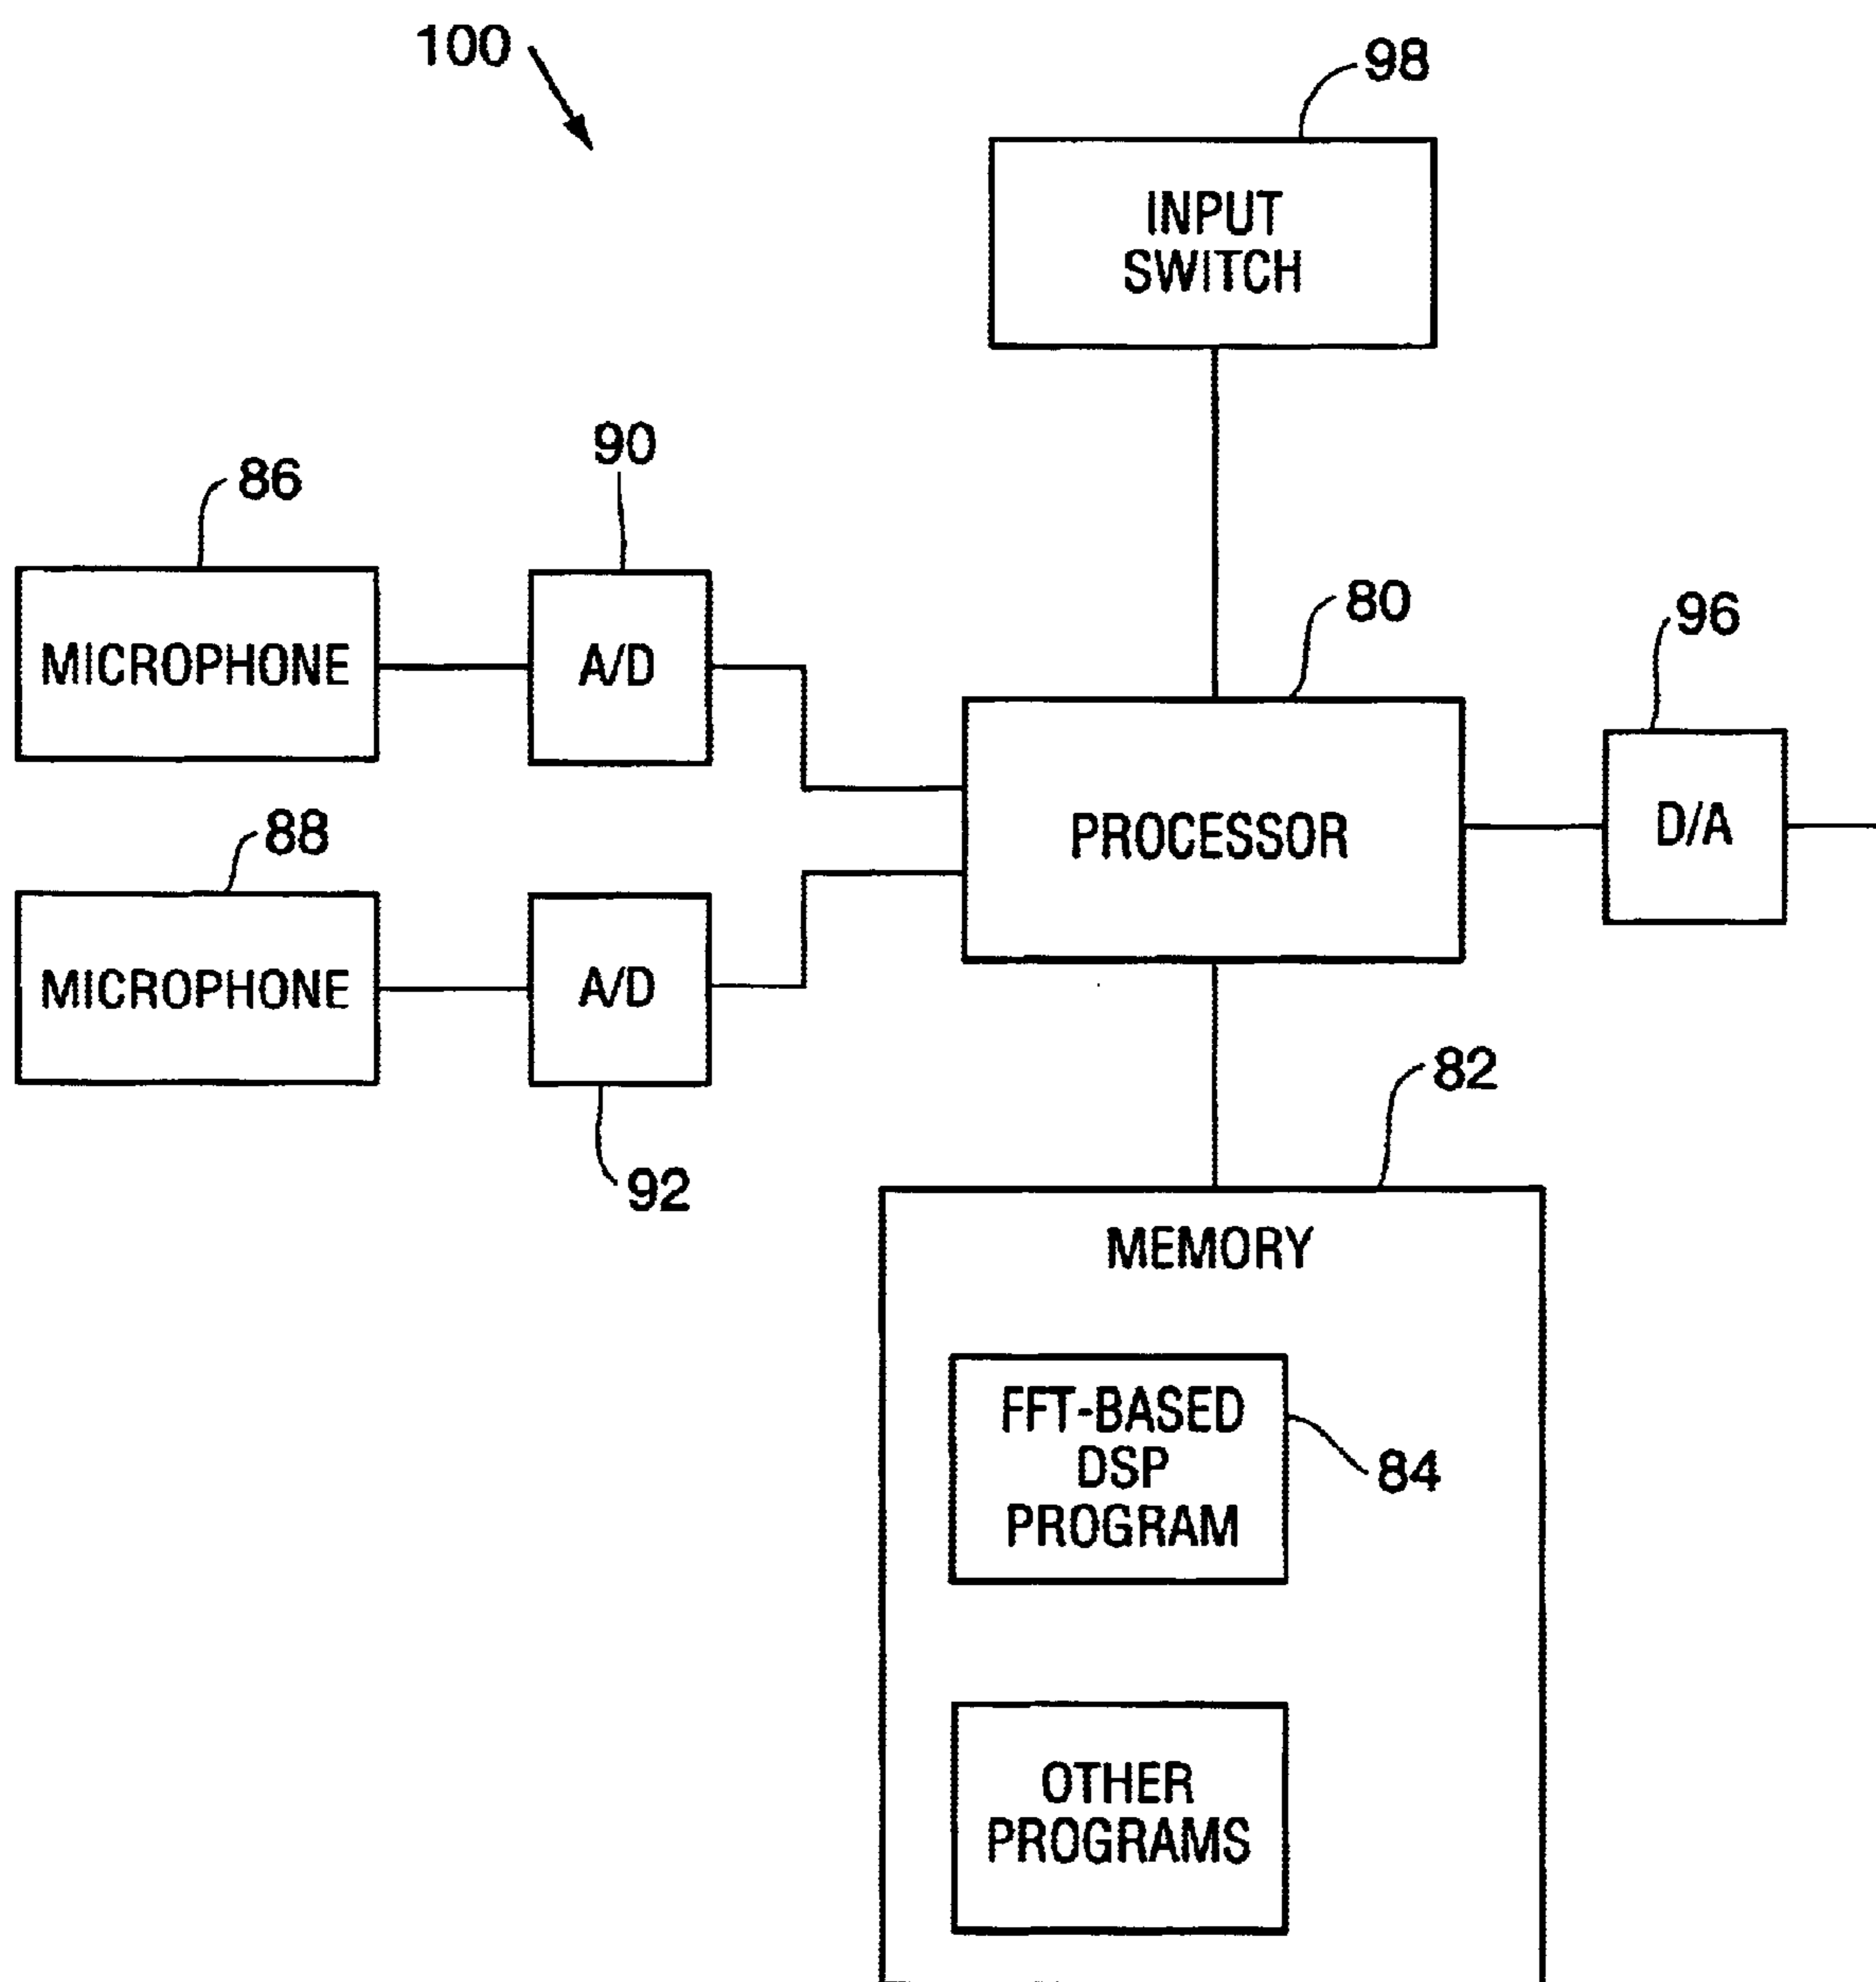 100
98
INPUT
SWITCH
90
86
80
96
MICROPHONE
A/D
88
PROCESSOR
D/A
MICROPHONE
A/D
82
92
MEMORY
FFT-BASED
DSP
PROGRAM
84
OTHER
PROGRAMS